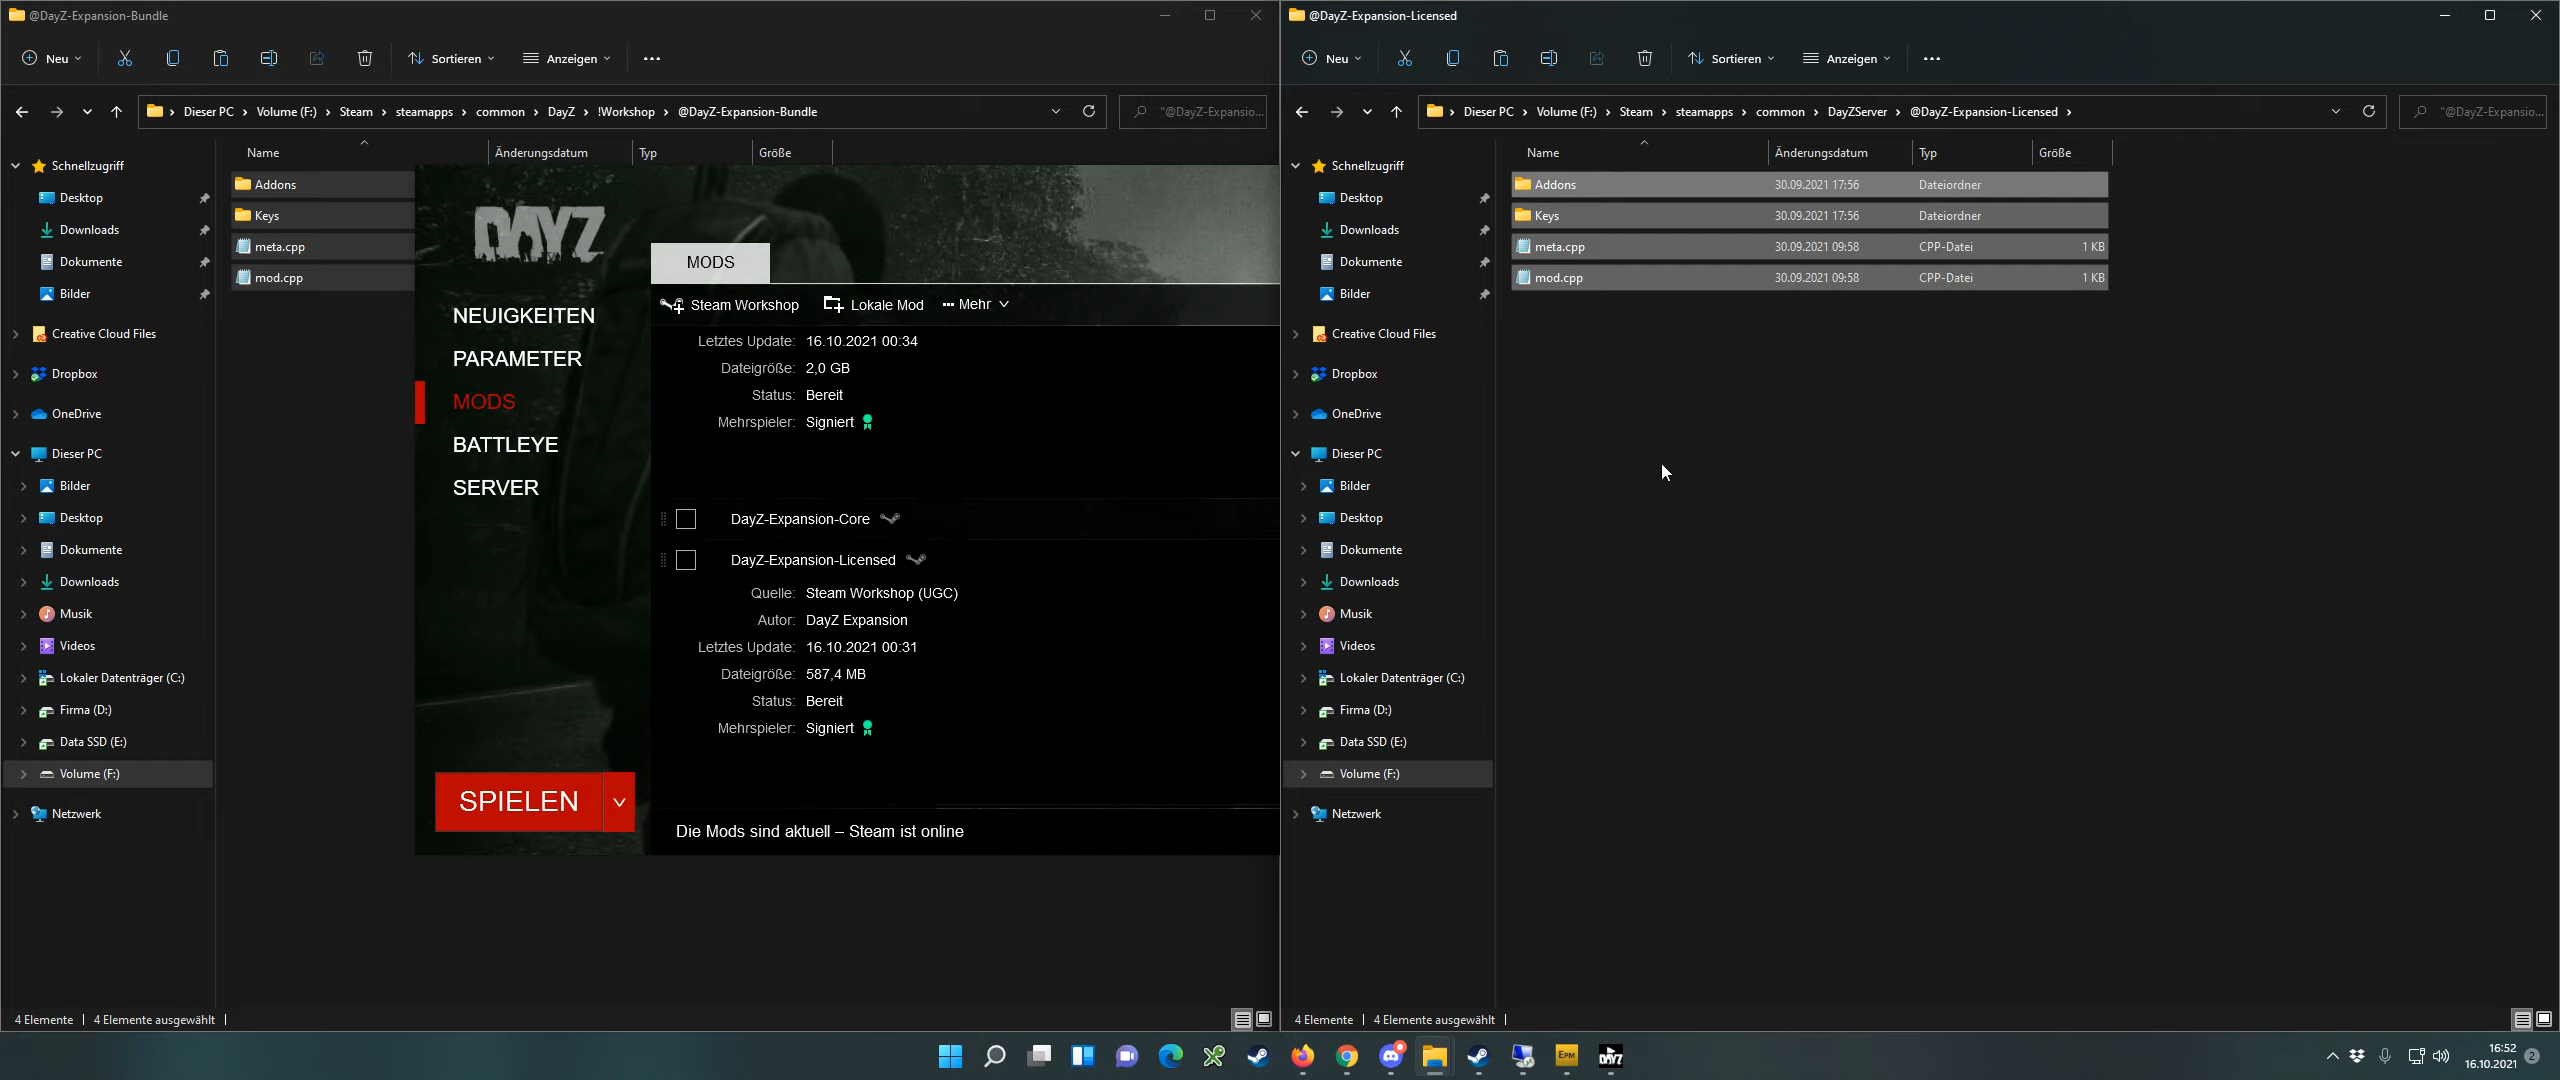 @DayZ-Expansion-Bundle
Neu
Sortieren
Anzeigen
Dieser PC > Volume (F:) > Steam > steamapps > common > DayZ > !Workshop > @DayZ-Expansion-Bundle
"@DayZ-Expansio...
Name
Änderungsdatum
Typ
Größe
Schnellzugriff
Desktop
Downloads
Dokumente
Bilder
Creative Cloud Files
Dropbox
OneDrive
Dieser PC
Bilder
Desktop
Dokumente
Downloads
Musik
Videos
Lokaler Datenträger (C:)
Firma (D:)
Data SSD (E:)
Volume (F:)
Netzwerk
Addons
Keys
meta.cpp
mod.cpp
4 Elemente
4 Elemente ausgewählt
DAYZ
NEUIGKEITEN
PARAMETER
MODS
BATTLEYE
SERVER
SPIELEN
MODS
Steam Workshop
Lokale Mod
Mehr
Letztes Update: 16.10.2021 00:34
Dateigröße: 2,0 GB
Status: Bereit
Mehrspieler: Signiert
DayZ-Expansion-Core
DayZ-Expansion-Licensed
Quelle: Steam Workshop (UGC)
Autor: DayZ Expansion
Letztes Update: 16.10.2021 00:31
Dateigröße: 587,4 MB
Status: Bereit
Mehrspieler: Signiert
Die Mods sind aktuell – Steam ist online
@DayZ-Expansion-Licensed
Neu
Sortieren
Anzeigen
Dieser PC > Volume (F:) > Steam > steamapps > common > DayZServer > @DayZ-Expansion-Licensed >
"@DayZ-Expansio...
Name
Änderungsdatum
Typ
Größe
Schnellzugriff
Desktop
Downloads
Dokumente
Bilder
Creative Cloud Files
Dropbox
OneDrive
Dieser PC
Bilder
Desktop
Dokumente
Downloads
Musik
Videos
Lokaler Datenträger (C:)
Firma (D:)
Data SSD (E:)
Volume (F:)
Netzwerk
Addons 30.09.2021 17:56 Dateiordner
Keys 30.09.2021 17:56 Dateiordner
meta.cpp 30.09.2021 09:58 CPP-Datei 1 KB
mod.cpp 30.09.2021 09:58 CPP-Datei 1 KB
4 Elemente
4 Elemente ausgewählt
EPM
DAYZ
16:52
16.10.2021
2